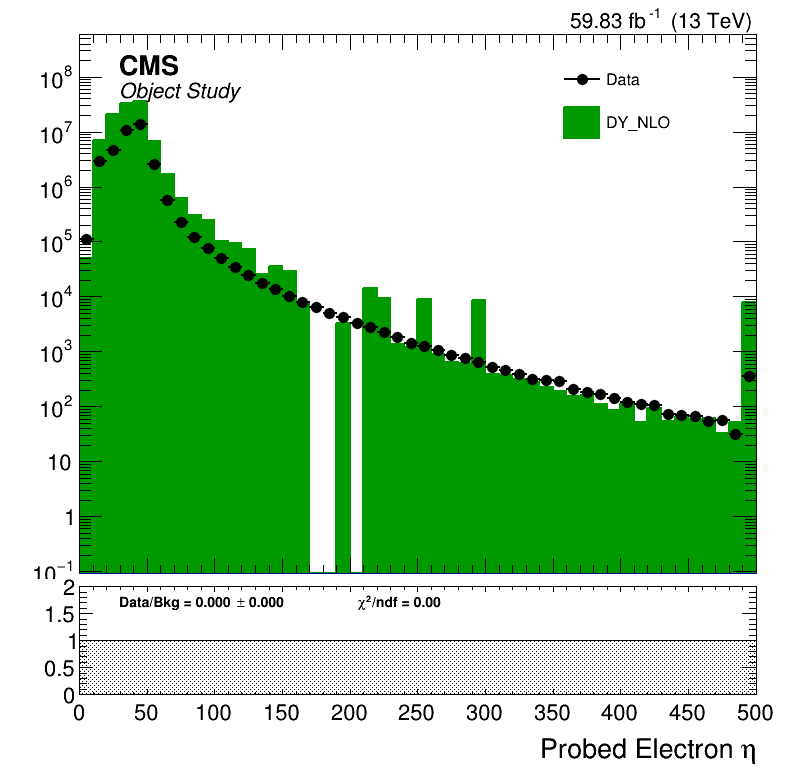 59.83 fb⁻¹ (13 TeV)
CMS
Object Study
Data
DY_NLO
10⁸
10⁷
10⁶
10⁵
10⁴
10³
10²
10
1
10⁻¹
2
1.5
1
0.5
0
Data/Bkg = 0.000 ± 0.000
χ²/ndf = 0.00
0 50 100 150 200 250 300 350 400 450 500
Probed Electron η